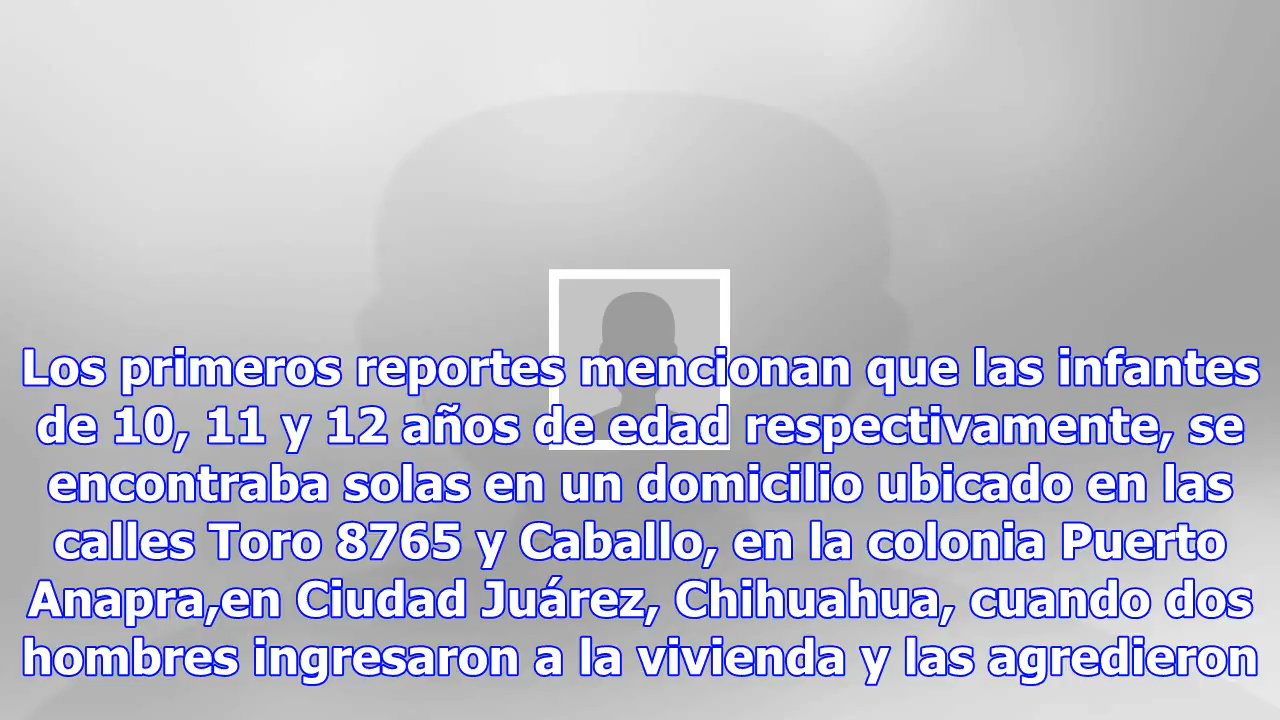 Los primeros reportes mencionan que las infantes
de 10, 11 y 12 años de edad respectivamente, se
encontraba solas en un domicilio ubicado en las
calles Toro 8765 y Caballo, en la colonia Puerto
Anapra,en Ciudad Juárez, Chihuahua, cuando dos
hombres ingresaron a la vivienda y las agredieron